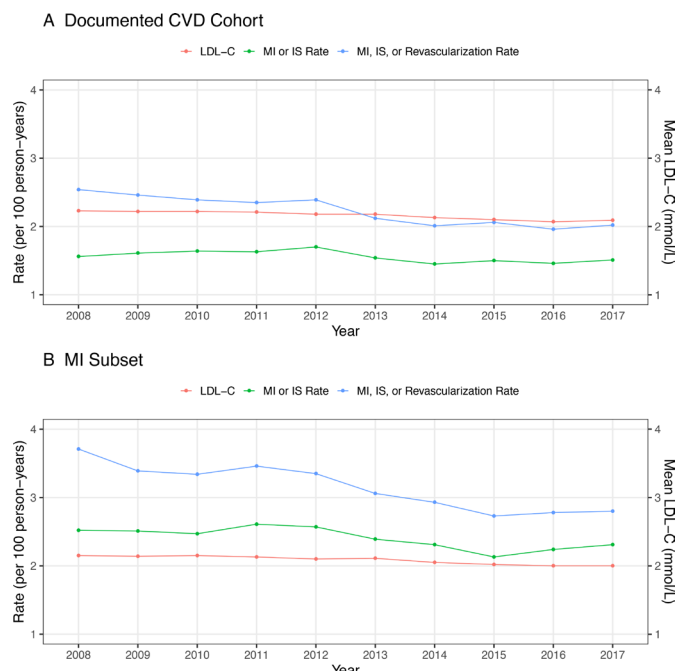 A Documented CVD Cohort
LDL−C MI or IS Rate MI, IS, or Revascularization Rate
4 4
3 3
2 2
1 1
Rate (per 100 person−years)
Mean LDL−C (mmol/L)
2008 2009 2010 2011 2012 2013 2014 2015 2016 2017
Year
B MI Subset
LDL−C MI or IS Rate MI, IS, or Revascularization Rate
4 4
3 3
2 2
1 1
Rate (per 100 person−years)
Mean LDL−C (mmol/L)
2008 2009 2010 2011 2012 2013 2014 2015 2016 2017
Year